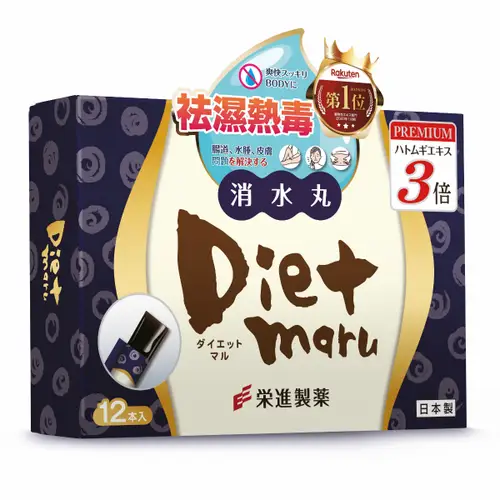 爽快スッキリ
BODYに
祛濕熱毒
腸道、水腫、皮膚
問題を解決する
Rakuten
第1位
PREMIUM
ハトムギエキス
3倍
消水丸
Diet
maru
ダイエット
マル
12本入
栄進製薬
日本製
Diet
maru